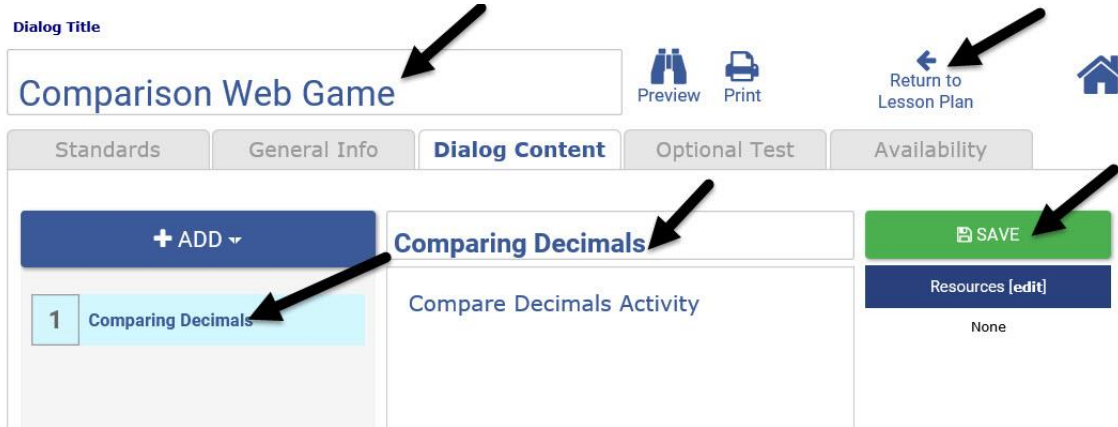 Dialog Title
Comparison Web Game
Preview
Print
Return to
Lesson Plan
Standards
General Info
Dialog Content
Optional Test
Availability
+ ADD
Comparing Decimals
SAVE
1 Comparing Decimals
Compare Decimals Activity
Resources [edit]
None